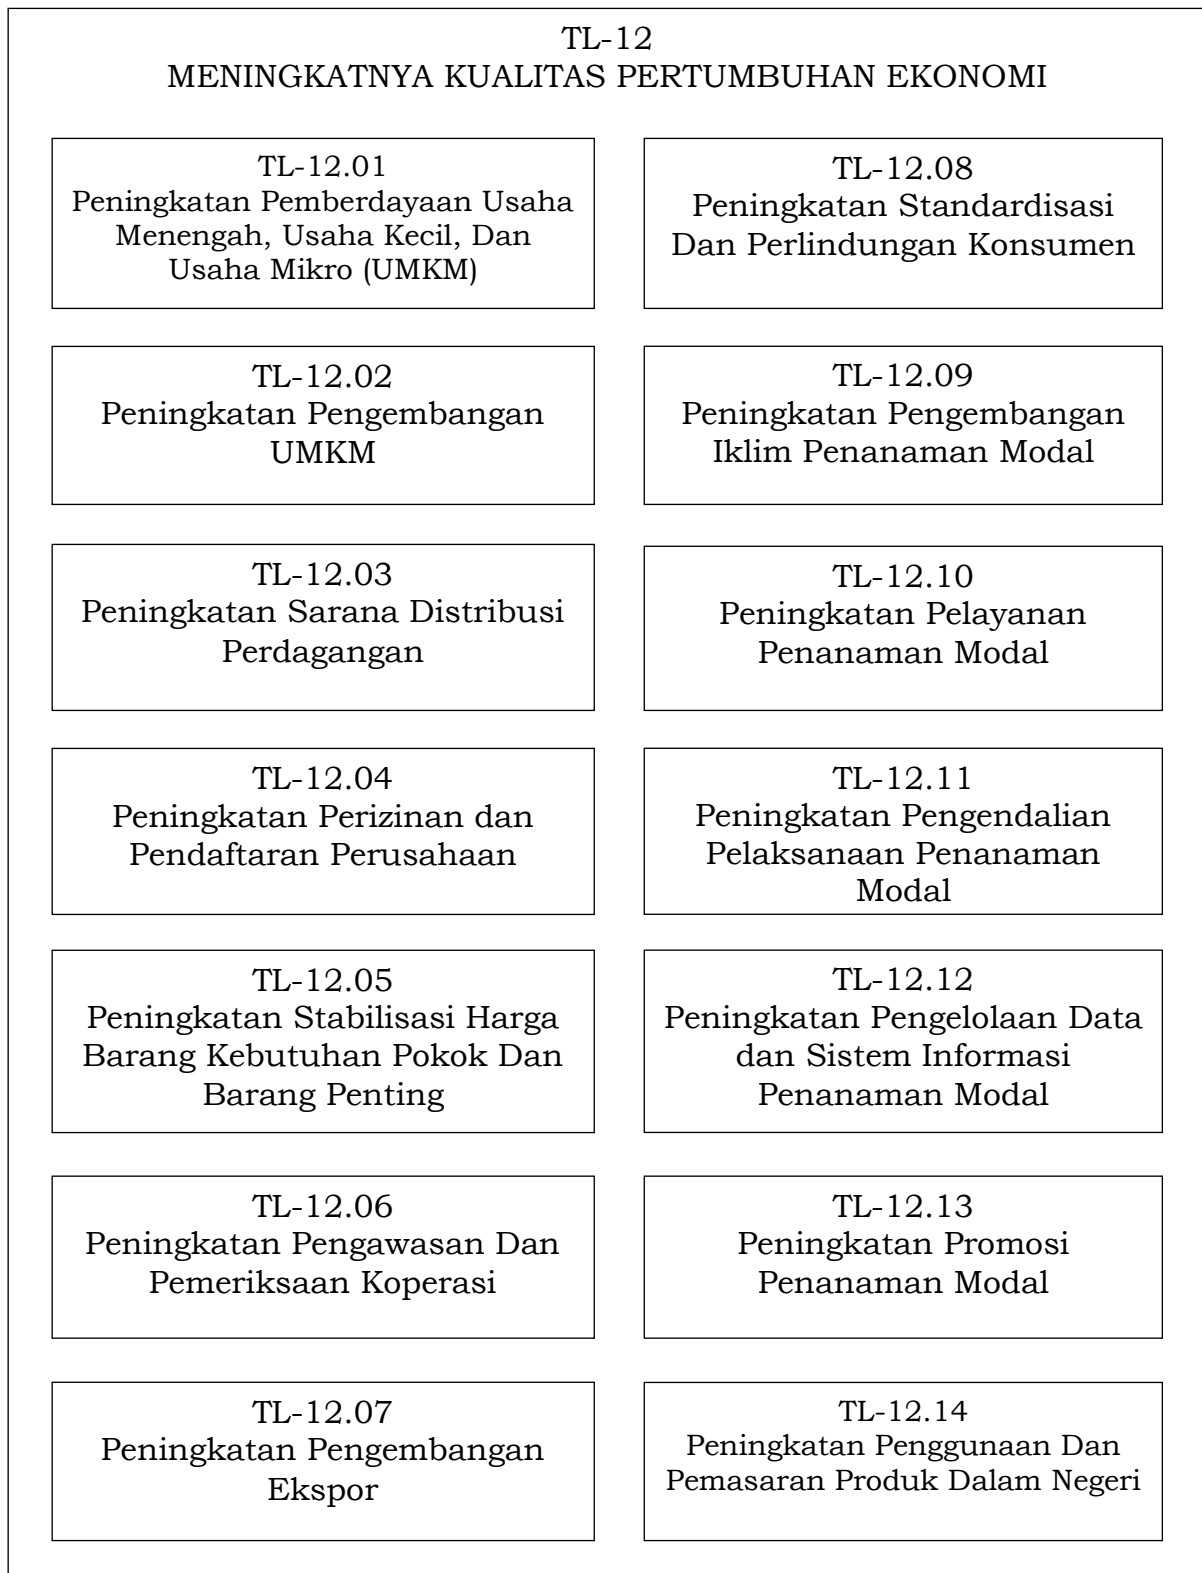 TL-12
MENINGKATNYA KUALITAS PERTUMBUHAN EKONOMI
TL-12.01
Peningkatan Pemberdayaan Usaha
Menengah, Usaha Kecil, Dan
Usaha Mikro (UMKM)
TL-12.02
Peningkatan Pengembangan
UMKM
TL-12.03
Peningkatan Sarana Distribusi
Perdagangan
TL-12.04
Peningkatan Perizinan dan
Pendaftaran Perusahaan
TL-12.05
Peningkatan Stabilisasi Harga
Barang Kebutuhan Pokok Dan
Barang Penting
TL-12.06
Peningkatan Pengawasan Dan
Pemeriksaan Koperasi
TL-12.07
Peningkatan Pengembangan
Ekspor
TL-12.08
Peningkatan Standardisasi
Dan Perlindungan Konsumen
TL-12.09
Peningkatan Pengembangan
Iklim Penanaman Modal
TL-12.10
Peningkatan Pelayanan
Penanaman Modal
TL-12.11
Peningkatan Pengendalian
Pelaksanaan Penanaman
Modal
TL-12.12
Peningkatan Pengelolaan Data
dan Sistem Informasi
Penanaman Modal
TL-12.13
Peningkatan Promosi
Penanaman Modal
TL-12.14
Peningkatan Penggunaan Dan
Pemasaran Produk Dalam Negeri